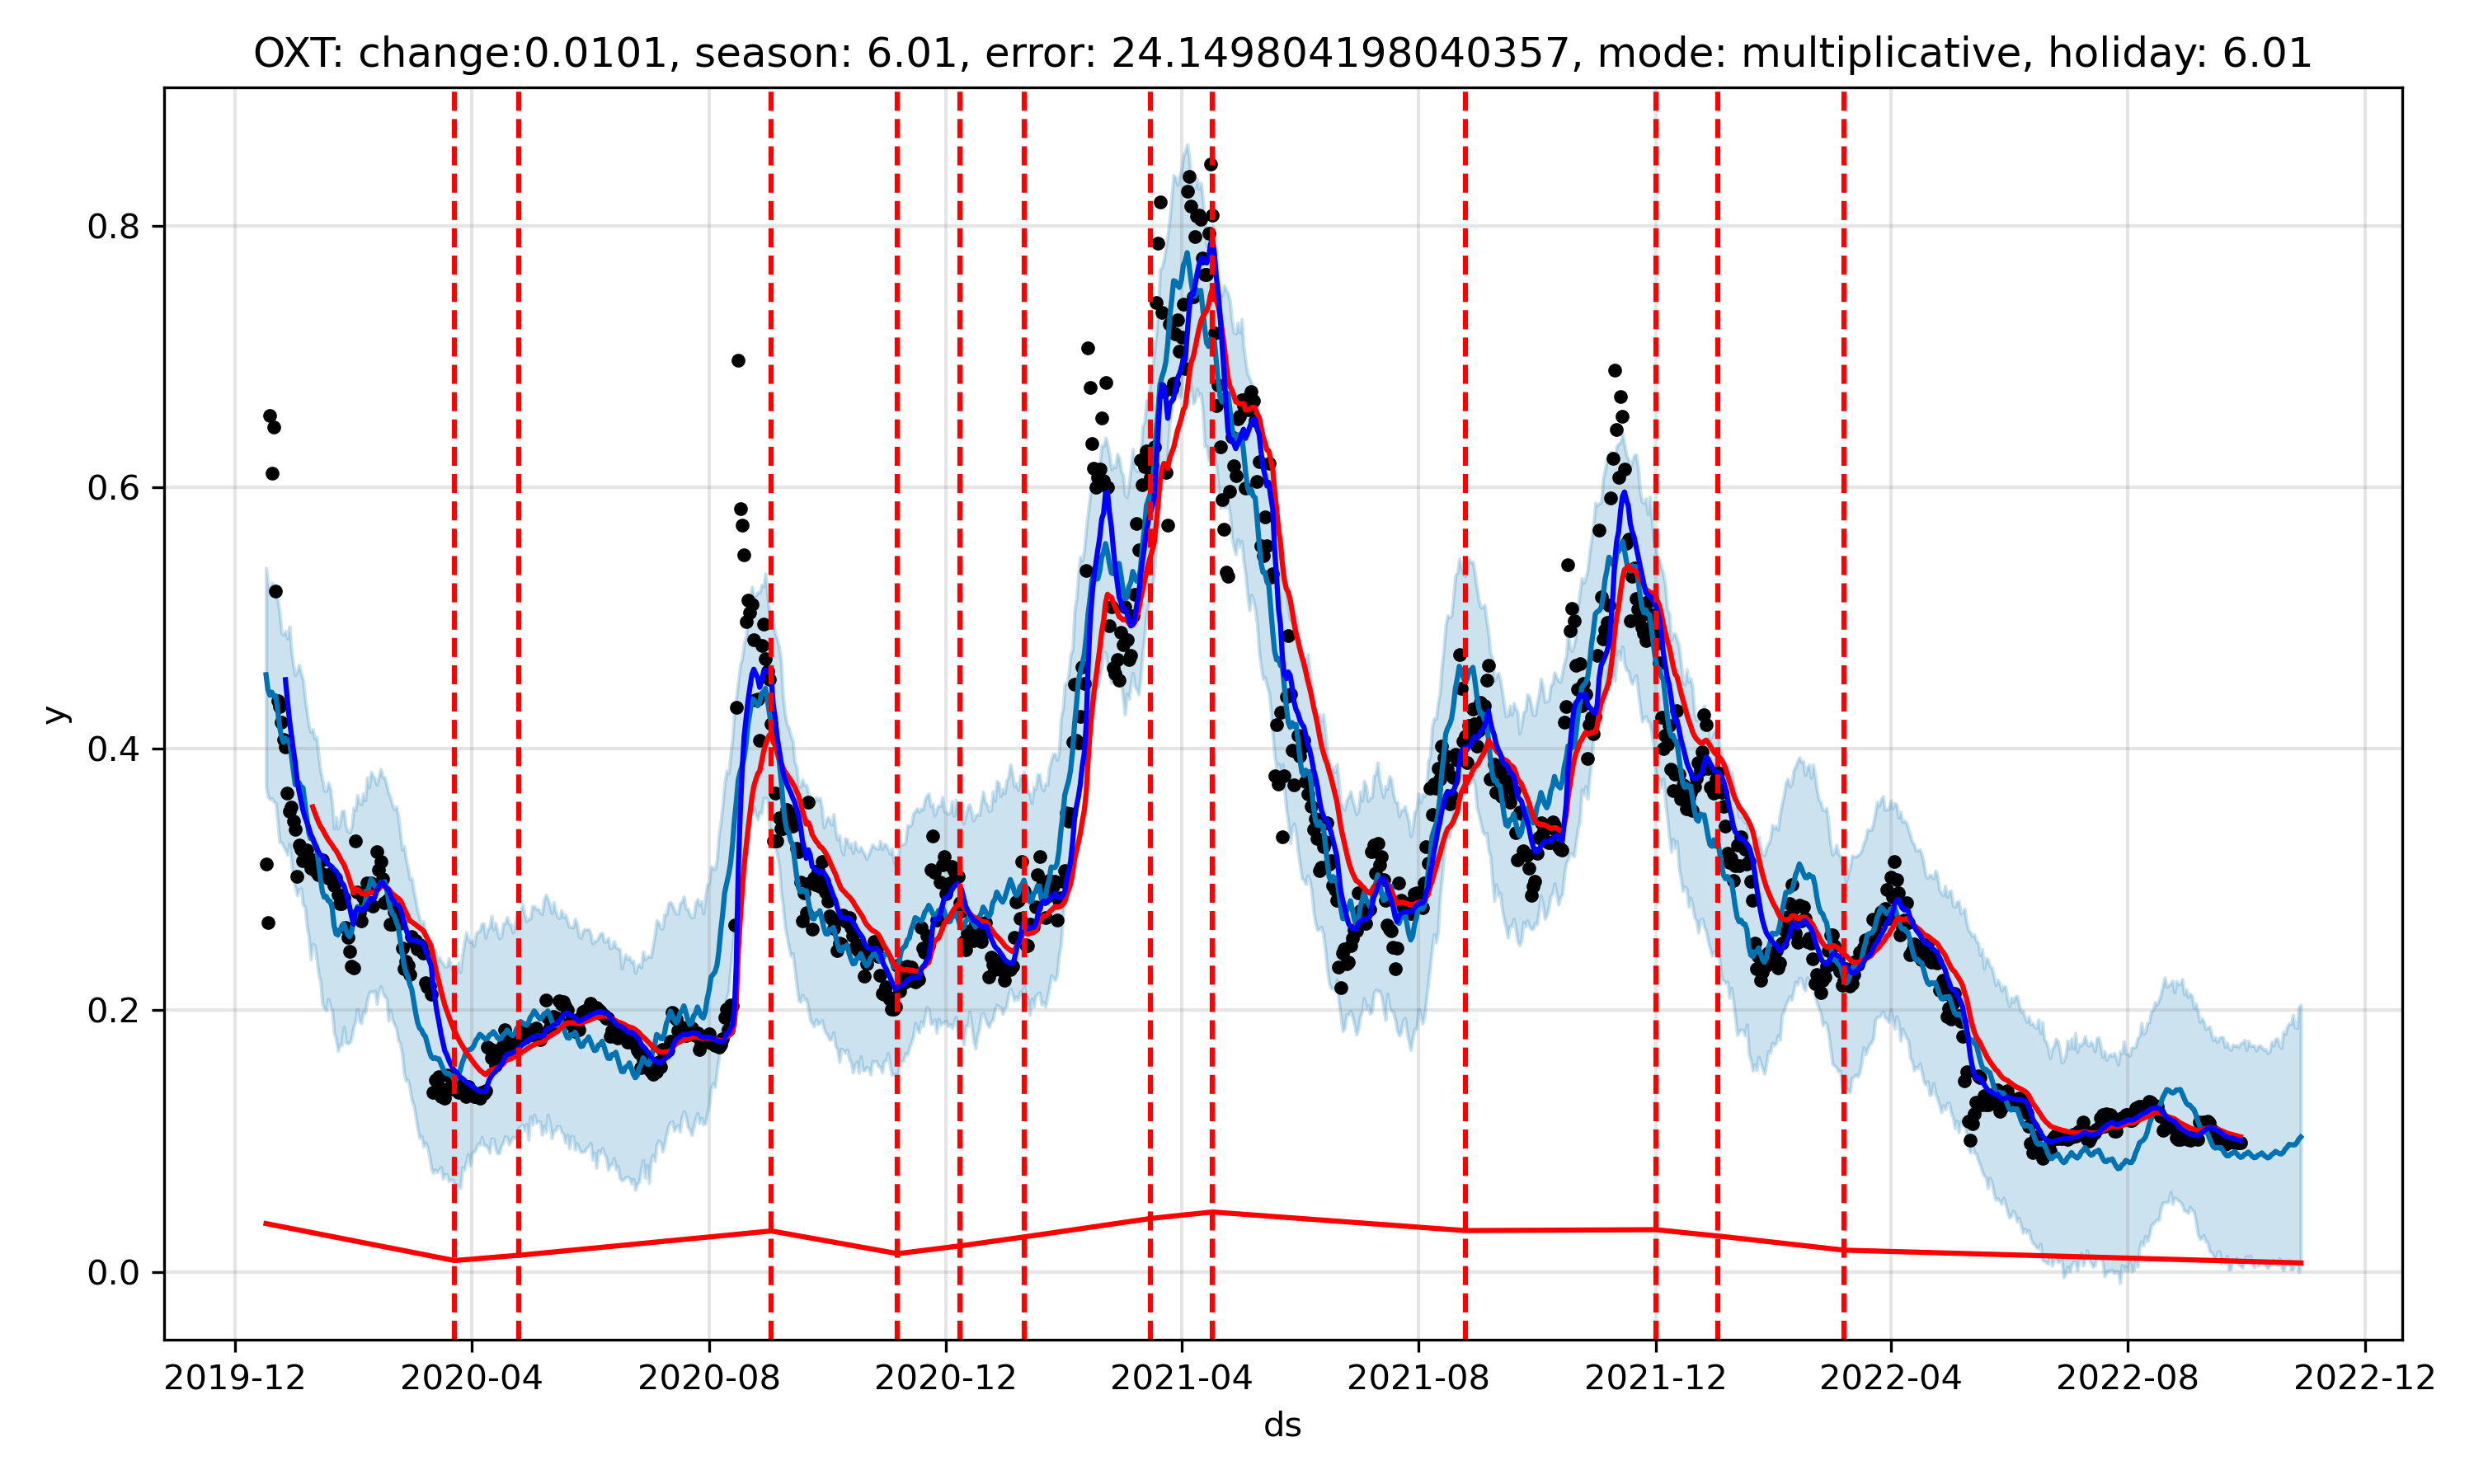 OXT: change:0.0101, season: 6.01, error: 24.149804198040357, mode: multiplicative, holiday: 6.01
y
0.8
0.6
0.4
0.2
0.0
2019-12 2020-04 2020-08 2020-12 2021-04 2021-08 2021-12 2022-04 2022-08 2022-12
ds